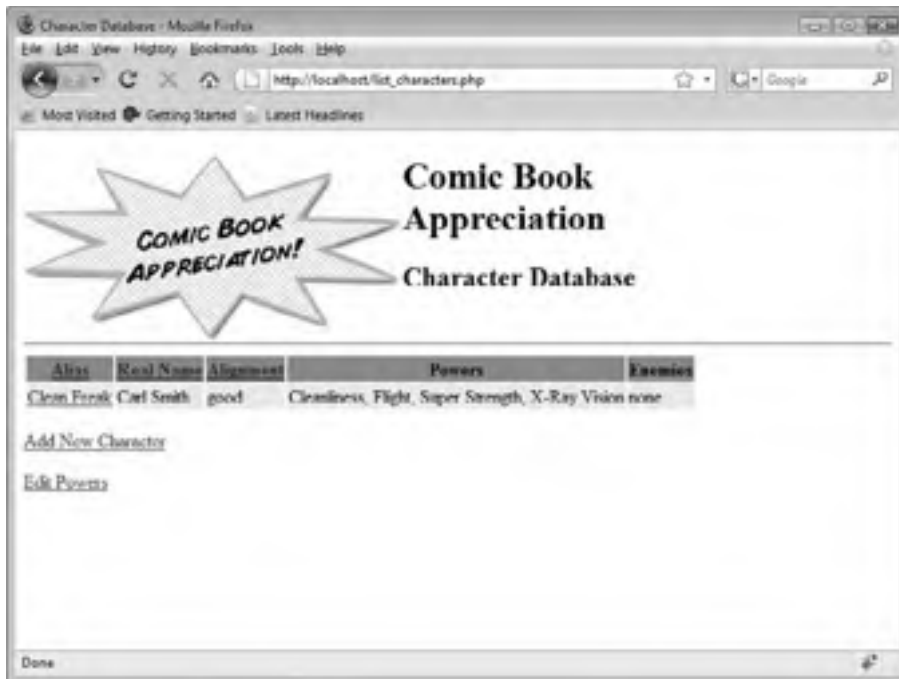 Character Database - Mozilla Firefox
File Edit View History Bookmarks Tools Help
http://localhost/list_characters.php
Google
Most Visited Getting Started Latest Headlines
COMIC BOOK
APPRECIATION!
Comic Book
Appreciation
Character Database
Alias Real Name Alignment Powers Enemies
Clean Freak Carl Smith good Cleanliness, Flight, Super Strength, X-Ray Vision none
Add New Character
Edit Powers
Done